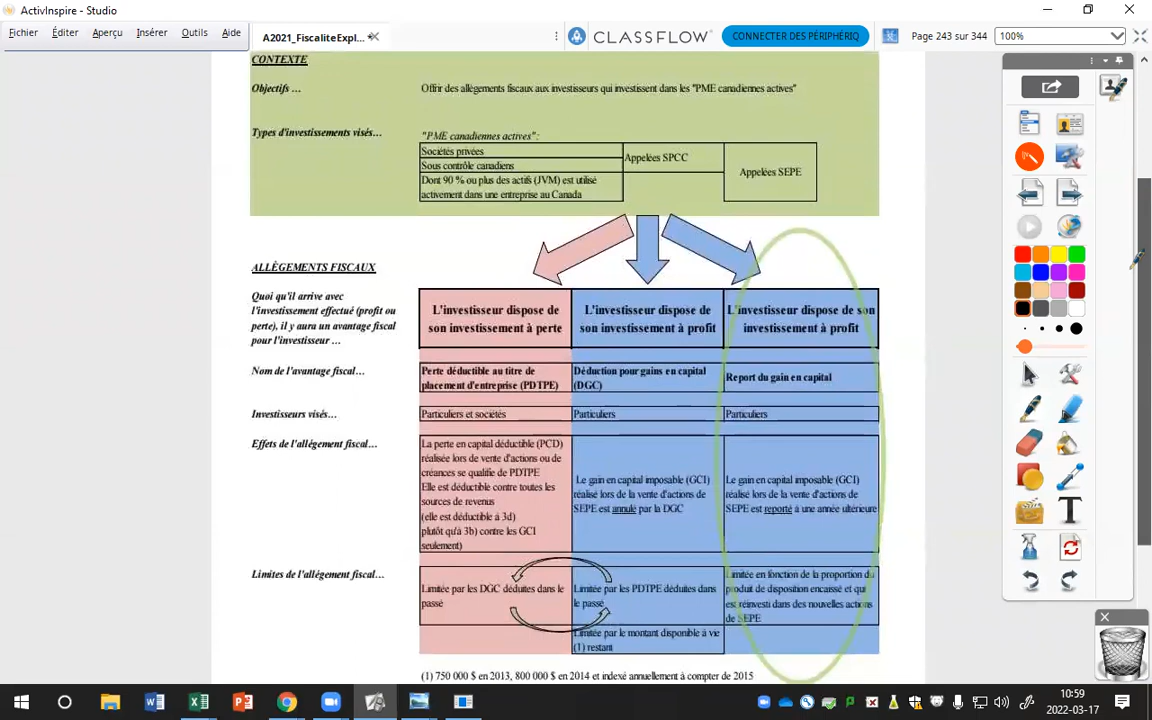 ActivInspire - Studio
Fichier Éditer Aperçu Insérer Outils Aide
A2021_FiscaliteExpl...
CLASSFLOW
CONNECTER DES PÉRIPHÉRIQ
Page 243 sur 344
100%
CONTEXTE
Objectifs ...
Offrir des allègements fiscaux aux investisseurs qui investissent dans les "PME canadiennes actives"
Types d'investissements visés...
"PME canadiennes actives":
Sociétés privées
Sous contrôle canadiens
Dont 90 % ou plus des actifs (JVM) est utilisé
activement dans une entreprise au Canada
Appelées SPCC
Appelées SEPE
ALLÈGEMENTS FISCAUX
Quoi qu'il arrive avec
l'investissement effectué (profit ou
perte), il y aura un avantage fiscal
pour l'investisseur ...
L'investisseur dispose de
son investissement à perte
L'investisseur dispose de
son investissement à profit
L'investisseur dispose de son
investissement à profit
Nom de l'avantage fiscal...
Perte déductible au titre de
placement d'entreprise (PDTPE)
Déduction pour gains en capital
(DGC)
Report du gain en capital
Investisseurs visés...
Particuliers et sociétés
Particuliers
Particuliers
Effets de l'allégement fiscal...
La perte en capital déductible (PCD)
réalisée lors de vente d'actions ou de
créances se qualifie de PDTPE
Elle est déductible contre toutes les
sources de revenus
(elle est déductible à 3d)
plutôt qu'à 3b) contre les GCI
seulement)
Le gain en capital imposable (GCI)
réalisé lors de la vente d'actions de
SEPE est annulé par la DGC
Le gain en capital imposable (GCI)
réalisé lors de la vente d'actions de
SEPE est reporté à une année ultérieure
Limites de l'allégement fiscal...
Limitée par les DGC déduites dans le
passé
Limitée par les PDTPE déduites dans
le passé
Limitée par le montant disponible à vie
(1) restant
Limitée en fonction de la proportion du
produit de disposition encaissé et qui
est réinvesti dans des nouvelles actions
de SEPE
(1) 750 000 $ en 2013, 800 000 $ en 2014 et indexé annuellement à compter de 2015
10:59
2022-03-17